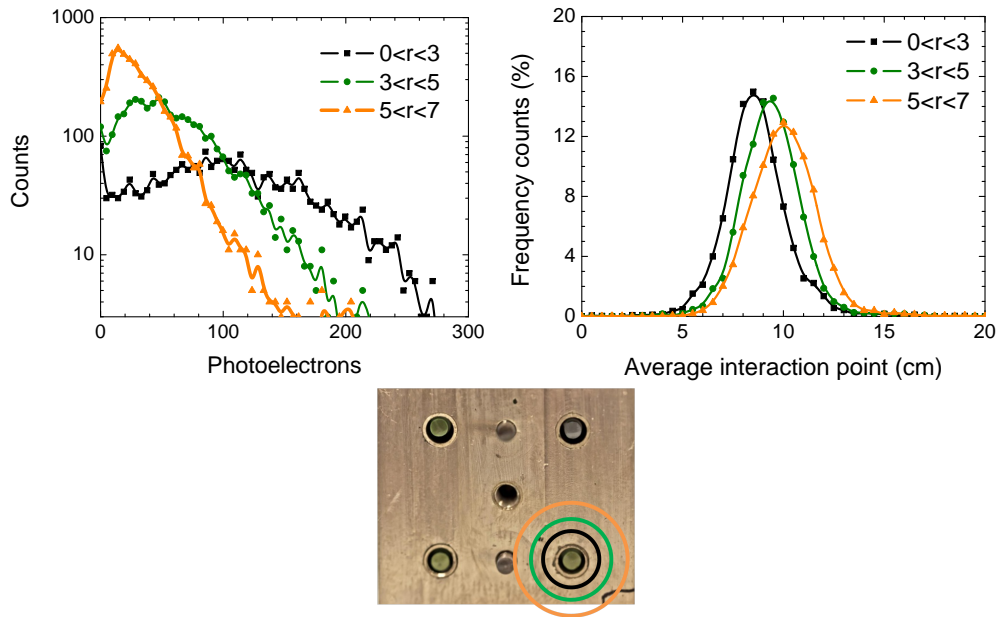 1000
100
10
0
100
200
300
Counts
Photoelectrons
0<r<3
3<r<5
5<r<7
20
16
12
8
4
0
0
5
10
15
20
Frequency counts (%)
Average interaction point (cm)
0<r<3
3<r<5
5<r<7